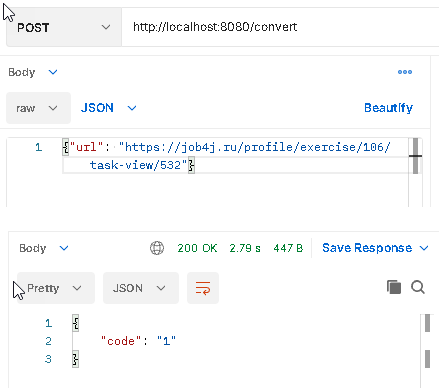 POST http://localhost:8080/convert
Body
raw JSON Beautify
1 {"url": "https://job4j.ru/profile/exercise/106/
task-view/532"}
Body 200 OK 2.79 s 447 B Save Response
Pretty JSON
1 {
2 "code": "1"
3 }